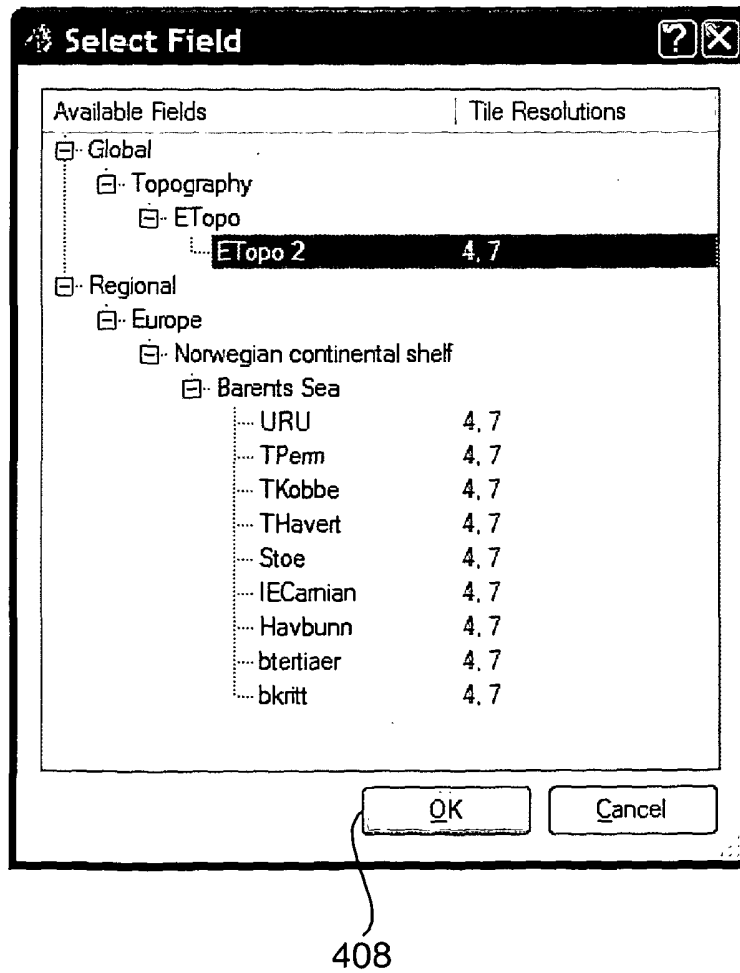 Select Field
Available Fields Tile Resolutions
Global
Topography
ETopo
ETopo 2 4, 7
Regional
Europe
Norwegian continental shelf
Barents Sea
URU 4, 7
TPerm 4, 7
TKobbe 4, 7
THavert 4, 7
Stoe 4, 7
IECarnian 4, 7
Havbunn 4, 7
btertiaer 4, 7
bkritt 4, 7
OK Cancel
408